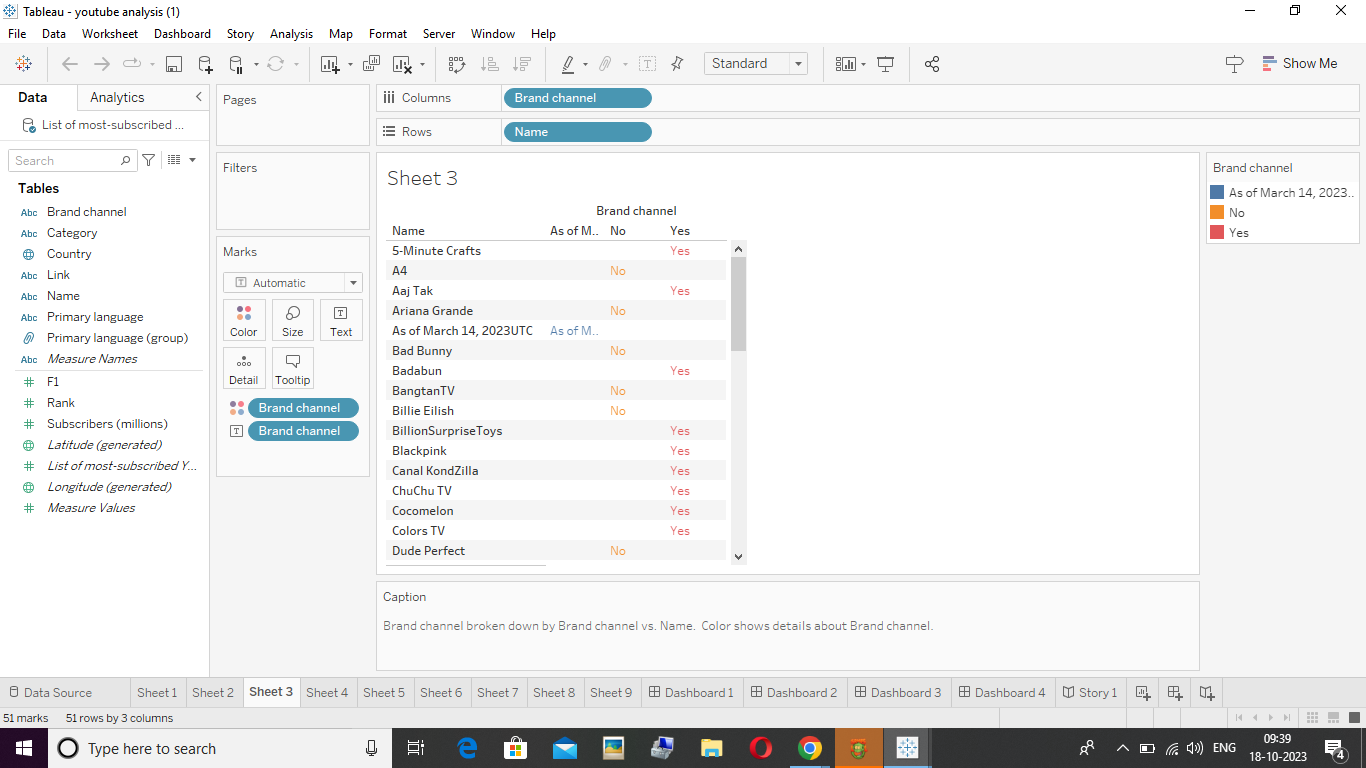 Tableau - youtube analysis (1)
File Data Worksheet Dashboard Story Analysis Map Format Server Window Help
Standard
Show Me
Data Analytics
List of most-subscribed ...
Search
Tables
Abc Brand channel
Abc Category
Country
Abc Link
Abc Name
Abc Primary language
Primary language (group)
Abc Measure Names
# F1
# Rank
# Subscribers (millions)
Latitude (generated)
# List of most-subscribed Y...
Longitude (generated)
# Measure Values
Pages
Filters
Marks
T Automatic
Color Size T Text
Detail Tooltip
Brand channel
T Brand channel
Columns Brand channel
Rows Name
Sheet 3
Brand channel
Name As of M.. No Yes
5-Minute Crafts Yes
A4 No
Aaj Tak Yes
Ariana Grande No
As of March 14, 2023UTC As of M..
Bad Bunny No
Badabun Yes
BangtanTV No
Billie Eilish No
BillionSurpriseToys Yes
Blackpink Yes
Canal KondZilla Yes
ChuChu TV Yes
Cocomelon Yes
Colors TV Yes
Dude Perfect No
Caption
Brand channel broken down by Brand channel vs. Name. Color shows details about Brand channel.
Brand channel
As of March 14, 2023..
No
Yes
Data Source Sheet 1 Sheet 2 Sheet 3 Sheet 4 Sheet 5 Sheet 6 Sheet 7 Sheet 8 Sheet 9 Dashboard 1 Dashboard 2 Dashboard 3 Dashboard 4 Story 1
51 marks 51 rows by 3 columns
Type here to search
ENG
09:39
18-10-2023
4